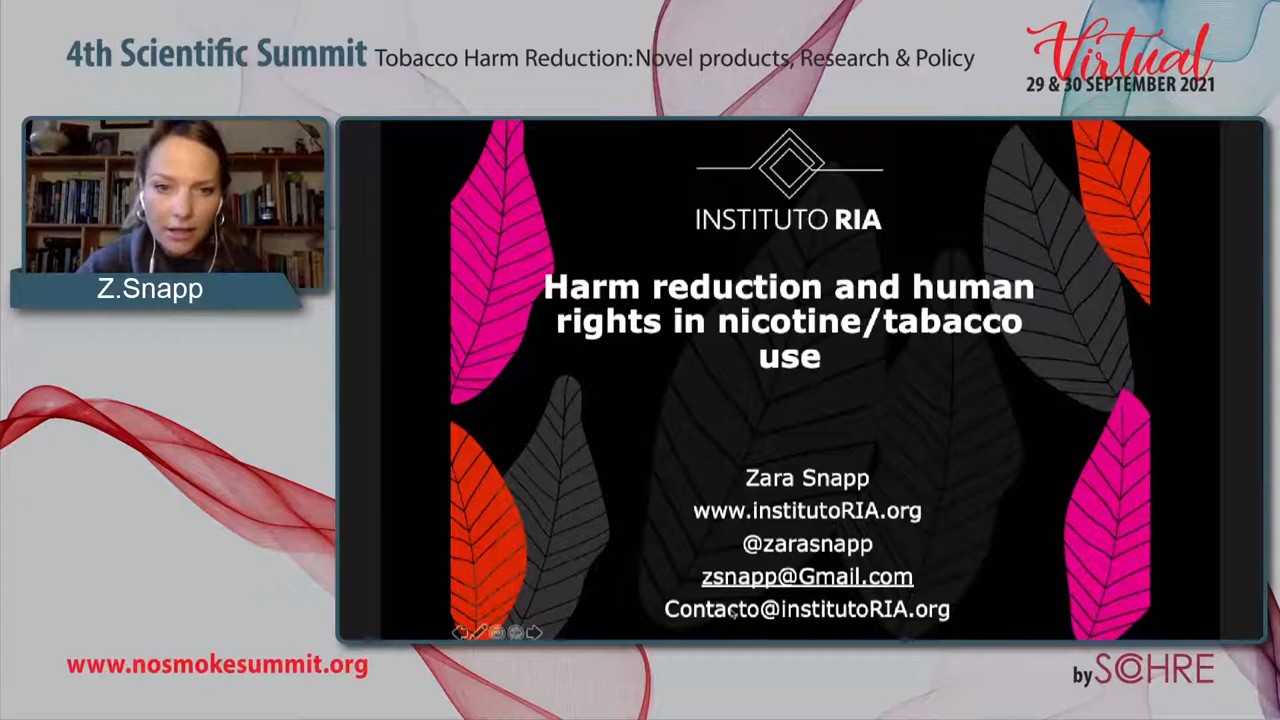 4th Scientific Summit Tobacco Harm Reduction: Novel products, Research & Policy
Virtual
29 & 30 SEPTEMBER 2021
Z.Snapp
INSTITUTO RIA
Harm reduction and human
rights in nicotine/tabacco
use
Zara Snapp
www.institutoRIA.org
@zarasnapp
zsnapp@Gmail.com
Contacto@institutoRIA.org
www.nosmokesummit.org
by SCOHRE